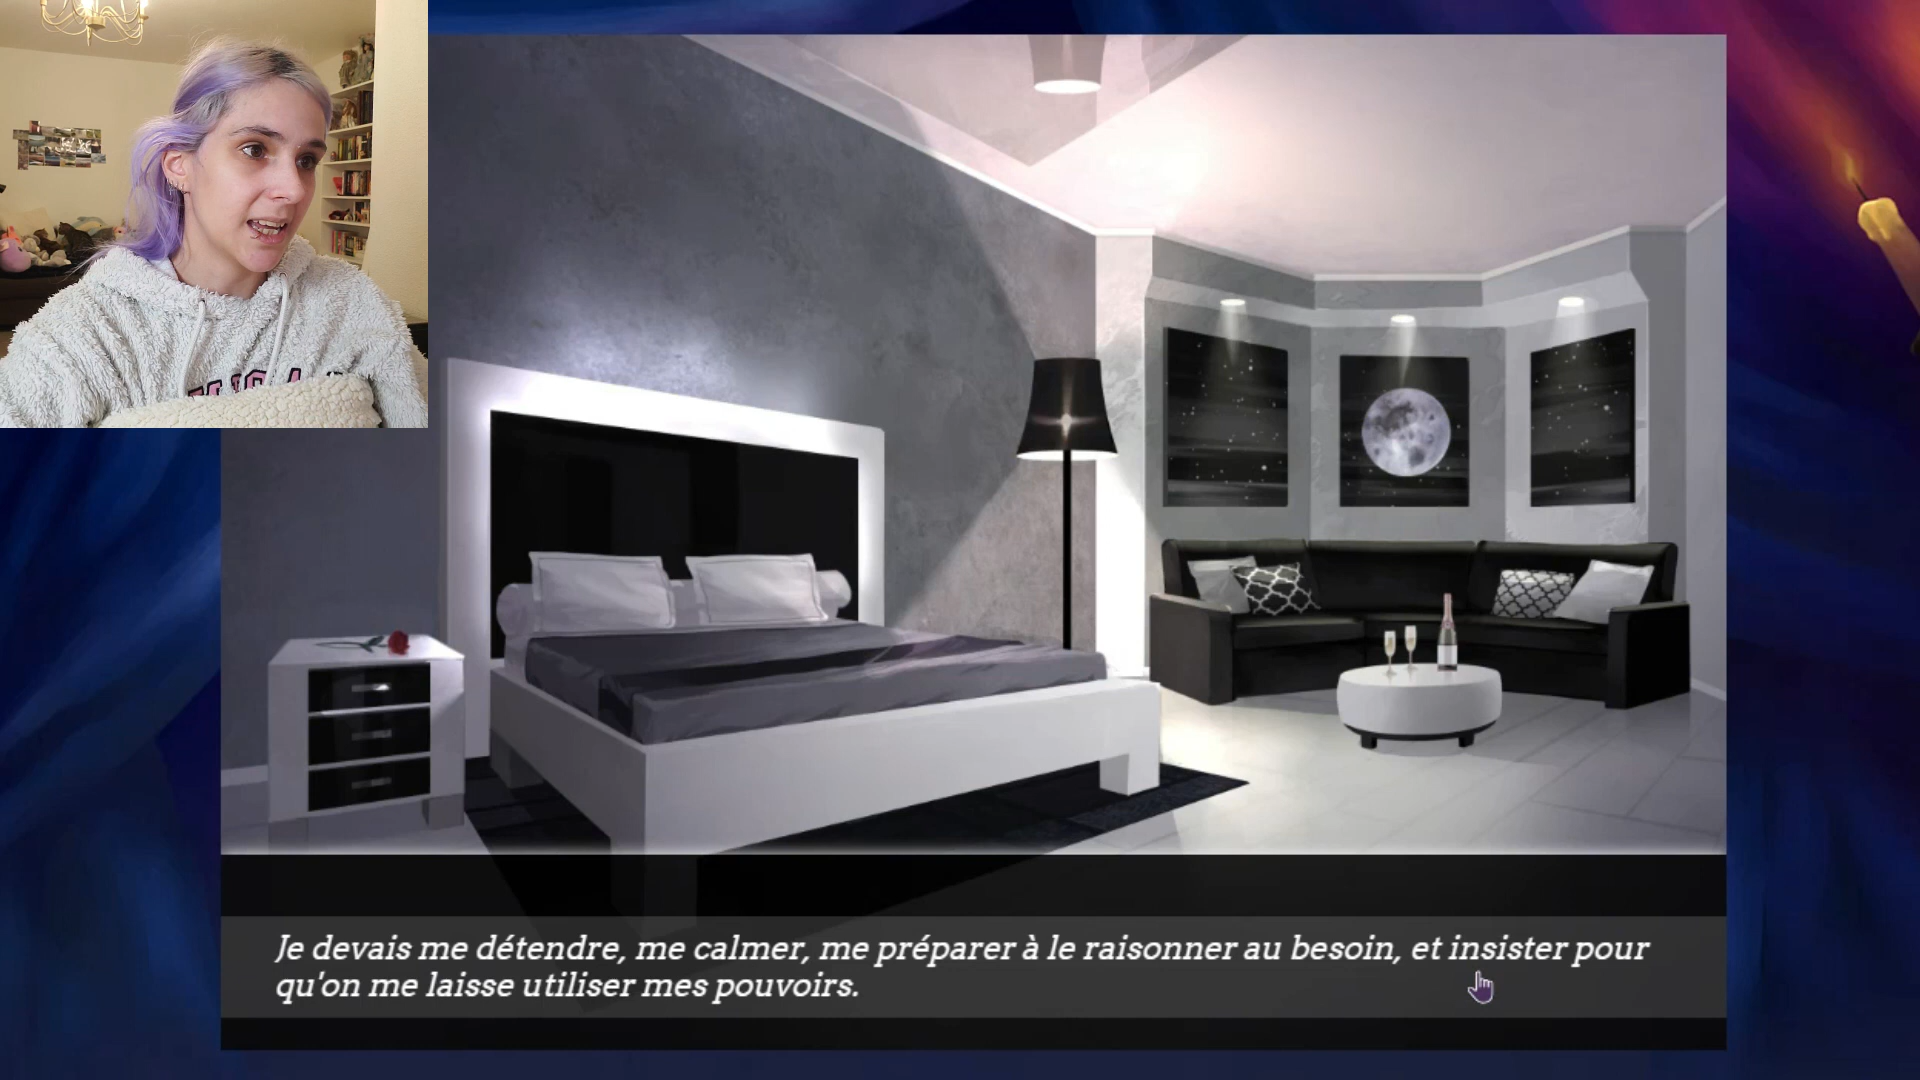 Je devais me détendre, me calmer, me préparer à le raisonner au besoin, et insister pour
qu'on me laisse utiliser mes pouvoirs.